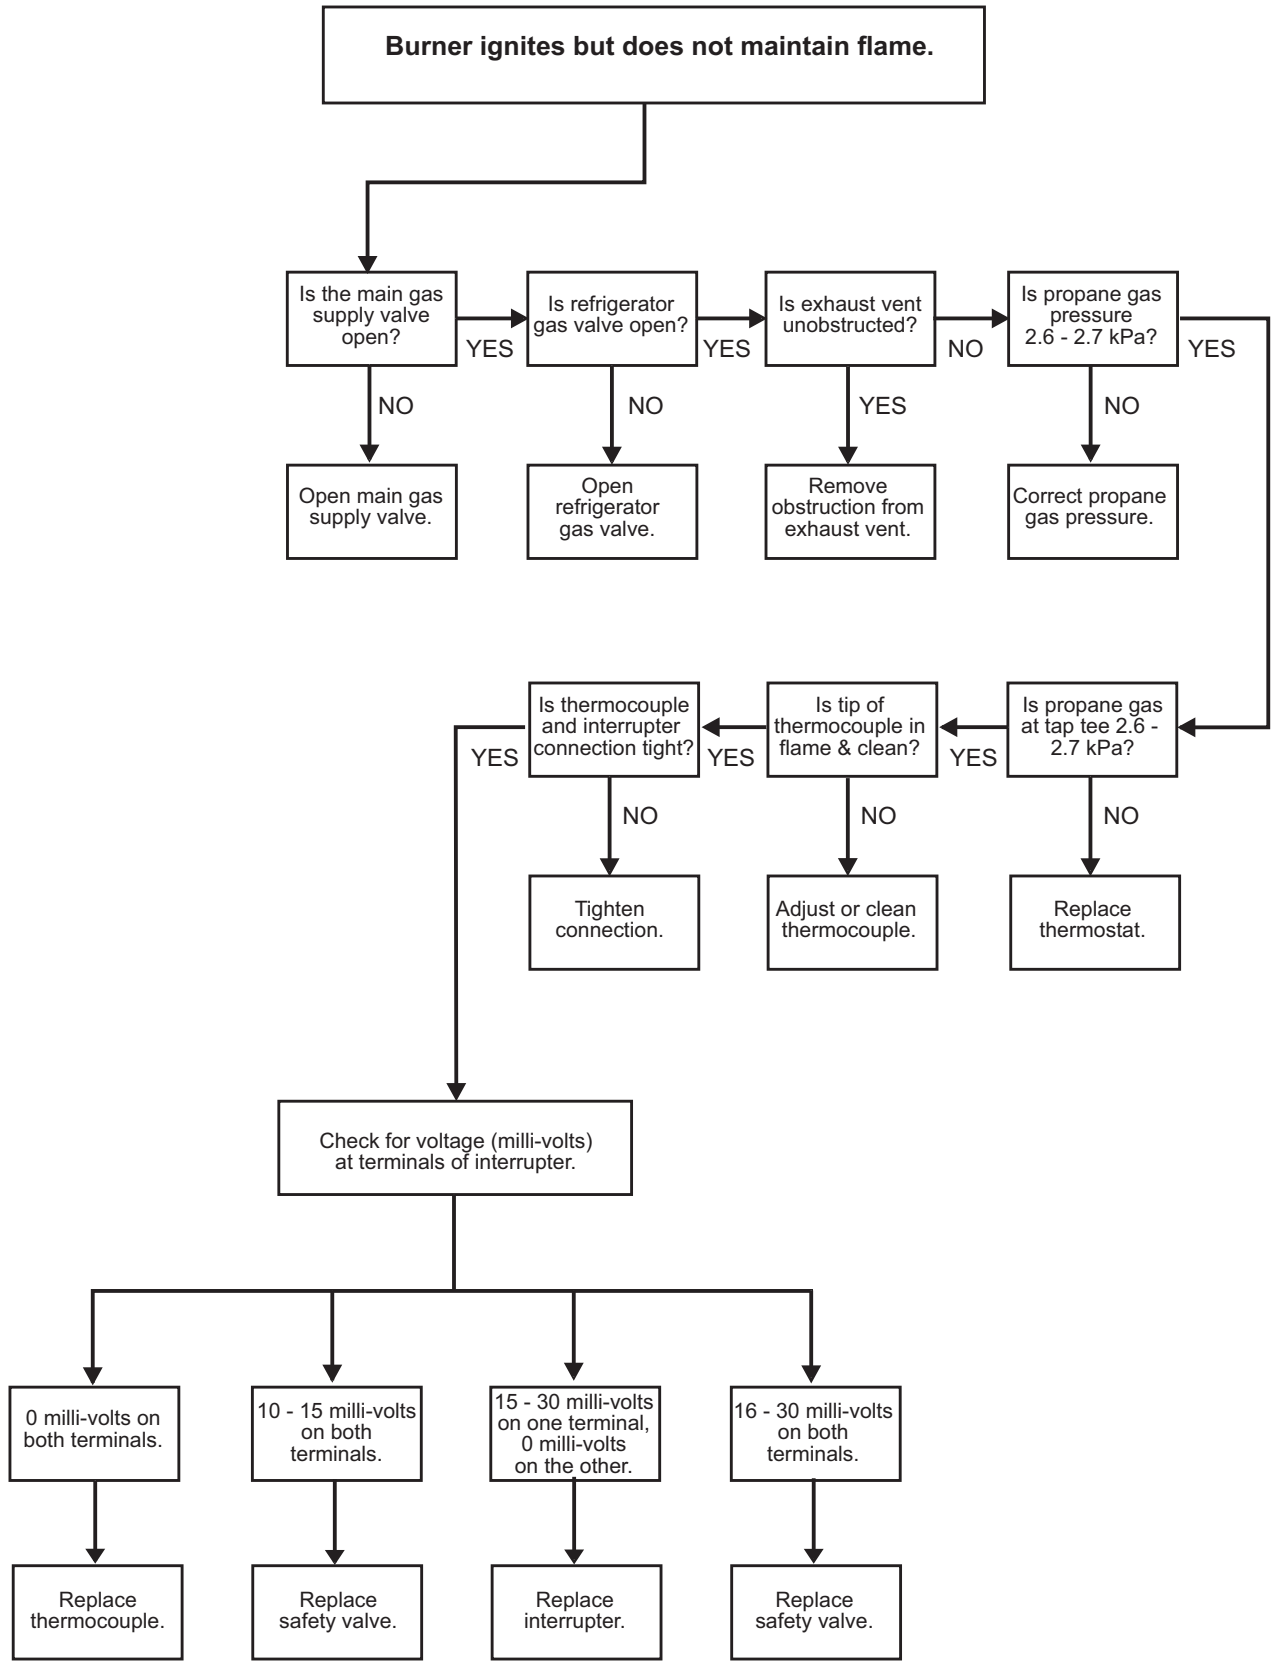 Burner ignites but does not maintain flame.
Is the main gas
supply valve
open?
YES
NO
Is refrigerator
gas valve open?
YES
NO
Is exhaust vent
unobstructed?
NO
YES
Is propane gas
pressure
2.6 - 2.7 kPa?
YES
NO
Open main gas
supply valve.
Open
refrigerator
gas valve.
Remove
obstruction from
exhaust vent.
Correct propane
gas pressure.
Is propane gas
at tap tee 2.6 -
2.7 kPa?
YES
NO
Is tip of
thermocouple in
flame & clean?
YES
NO
Is thermocouple
and interrupter
connection tight?
YES
NO
Tighten
connection.
Adjust or clean
thermocouple.
Replace
thermostat.
Check for voltage (milli-volts)
at terminals of interrupter.
0 milli-volts on
both terminals.
10 - 15 milli-volts
on both
terminals.
15 - 30 milli-volts
on one terminal,
0 milli-volts
on the other.
16 - 30 milli-volts
on both
terminals.
Replace
thermocouple.
Replace
safety valve.
Replace
interrupter.
Replace
safety valve.